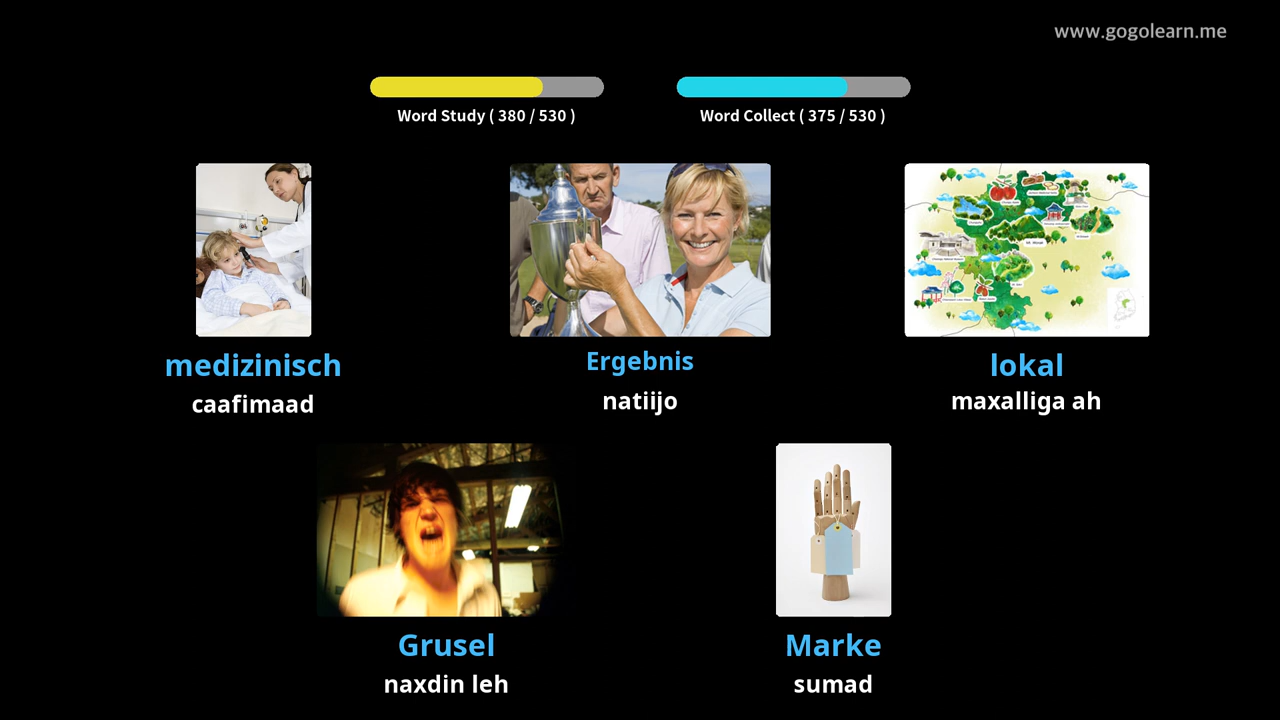 www.gogolearn.me
Word Study ( 380 / 530 )
Word Collect ( 375 / 530 )
medizinisch
caafimaad
Ergebnis
natiijo
lokal
maxalliga ah
Grusel
naxdin leh
Marke
sumad